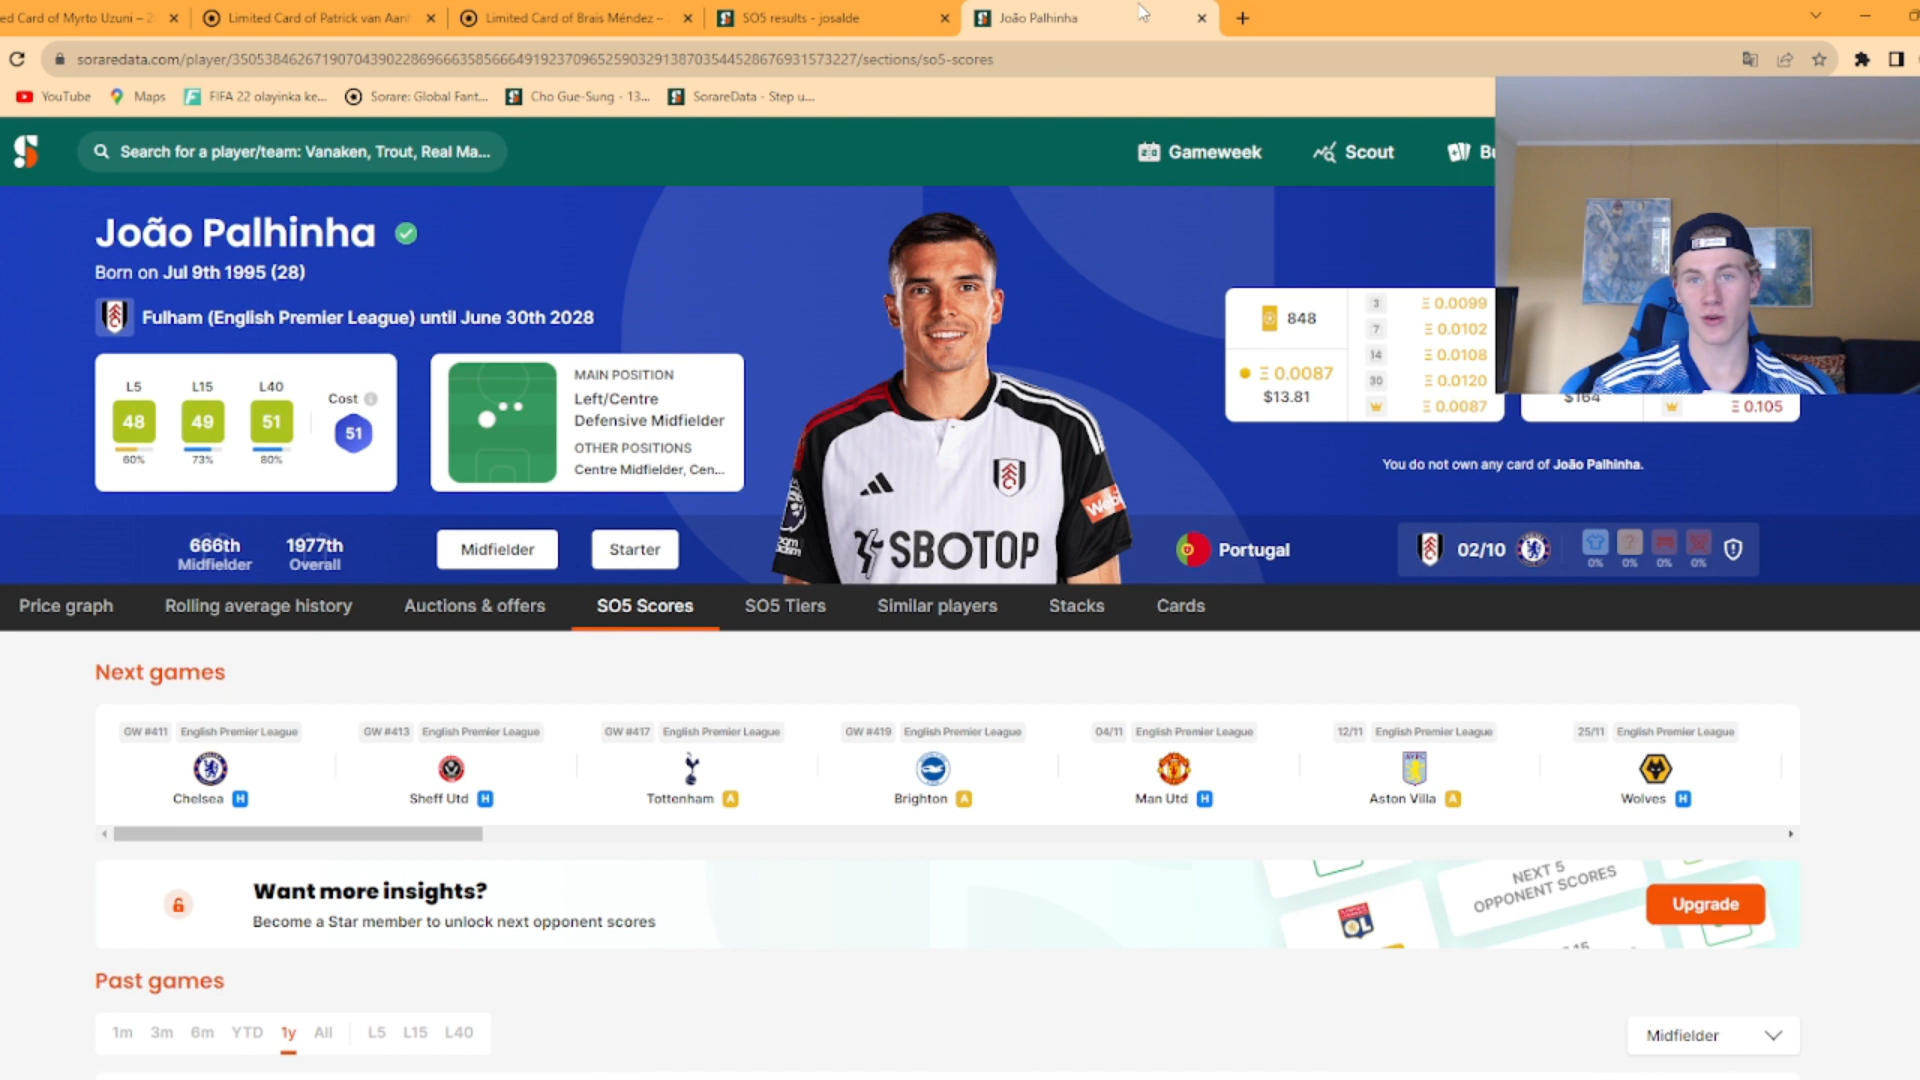 ed Card of Myrto Uzuni – 2
Limited Card of Patrick van Aanh
Limited Card of Brais Méndez –
SO5 results - josalde
João Palhinha
soraredata.com/player/35053846267190704390228696663585666491923709652590329138703544528676931573227/sections/so5-scores
YouTube
Maps
FIFA 22 olayinka ke...
Sorare: Global Fant...
Cho Gue-Sung - 13...
SorareData - Step u...
Search for a player/team: Vanaken, Trout, Real Ma...
Gameweek
Scout
João Palhinha
Born on Jul 9th 1995 (28)
Fulham (English Premier League) until June 30th 2028
L5 L15 L40
Cost
48 49 51
51
60% 73% 80%
MAIN POSITION
Left/Centre
Defensive Midfielder
OTHER POSITIONS
Centre Midfielder, Cen...
SBOTOP
848
Ξ 0.0087
$13.81
3 Ξ 0.0099
7 Ξ 0.0102
14 Ξ 0.0108
30 Ξ 0.0120
Ξ 0.0087
$164
Ξ 0.105
You do not own any card of João Palhinha.
666th
Midfielder
1977th
Overall
Midfielder
Starter
Portugal
02/10
0% 0% 0% 0%
Price graph
Rolling average history
Auctions & offers
SO5 Scores
SO5 Tiers
Similar players
Stacks
Cards
Next games
GW #411 English Premier League
Chelsea H
GW #413 English Premier League
Sheff Utd H
GW #417 English Premier League
Tottenham A
GW #419 English Premier League
Brighton A
04/11 English Premier League
Man Utd H
12/11 English Premier League
Aston Villa A
25/11 English Premier League
Wolves H
Want more insights?
Become a Star member to unlock next opponent scores
NEXT 5
OPPONENT SCORES
Upgrade
Past games
1m 3m 6m YTD 1y All L5 L15 L40
Midfielder